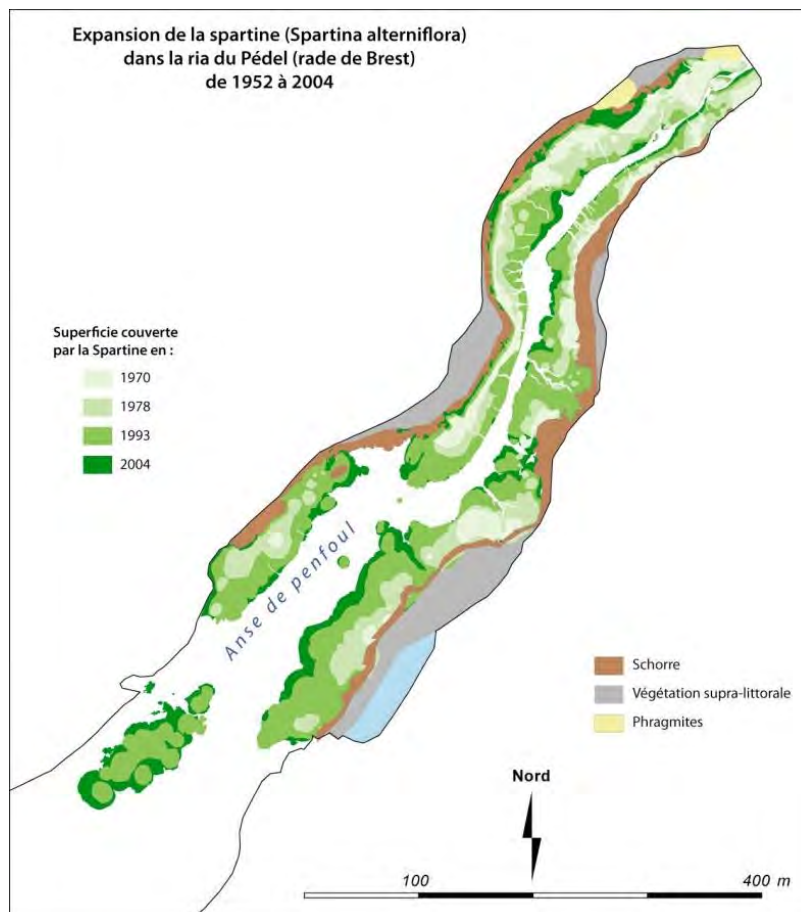 Expansion de la spartine (Spartina alterniflora)
dans la ria du Pédel (rade de Brest)
de 1952 à 2004
Superficie couverte
par la Spartine en :
1970
1978
1993
2004
Anse de penfoul
Schorre
Végétation supra-littorale
Phragmites
Nord
100
400 m